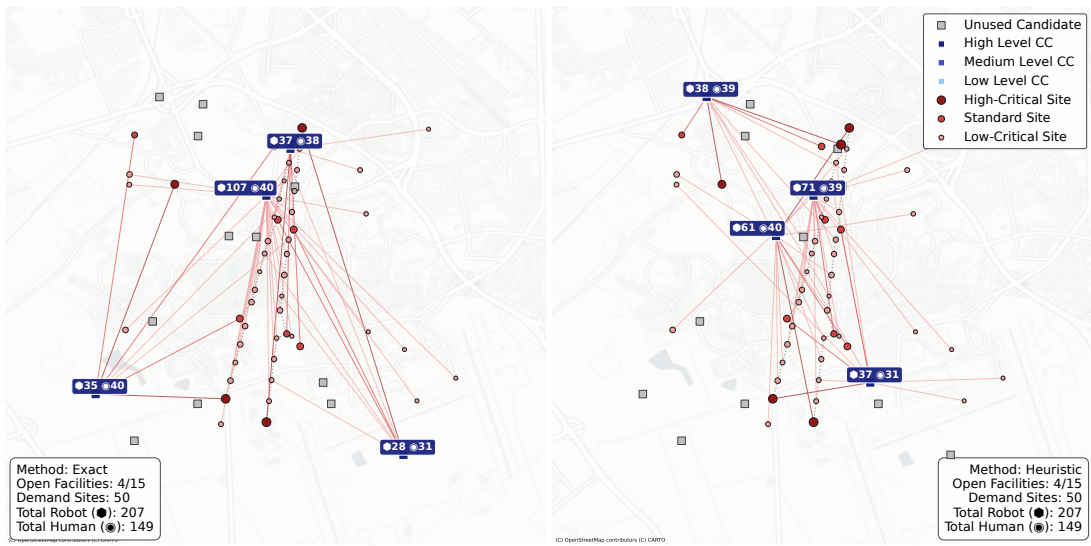 ⬢37 ◉38
⬢107 ◉40
⬢35 ◉40
⬢28 ◉31
Method: Exact
Open Facilities: 4/15
Demand Sites: 50
Total Robot (⬢): 207
Total Human (◉): 149
(C) OpenStreetMap contributors (C) CARTO
Unused Candidate
High Level CC
Medium Level CC
Low Level CC
High-Critical Site
Standard Site
Low-Critical Site
⬢38 ◉39
⬢71 ◉39
⬢61 ◉40
⬢37 ◉31
Method: Heuristic
Open Facilities: 4/15
Demand Sites: 50
Total Robot (⬢): 207
Total Human (◉): 149
(C) OpenStreetMap contributors (C) CARTO